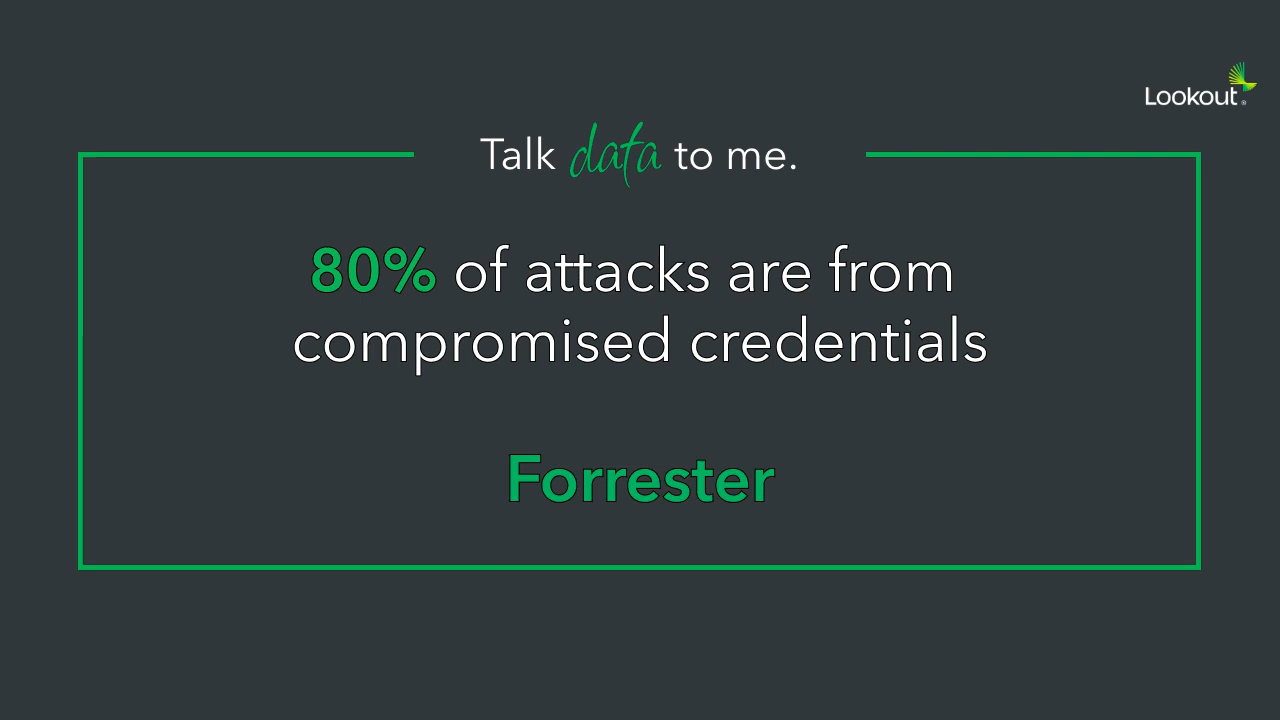 Lookout®
Talk data to me.
80% of attacks are from
compromised credentials
Forrester